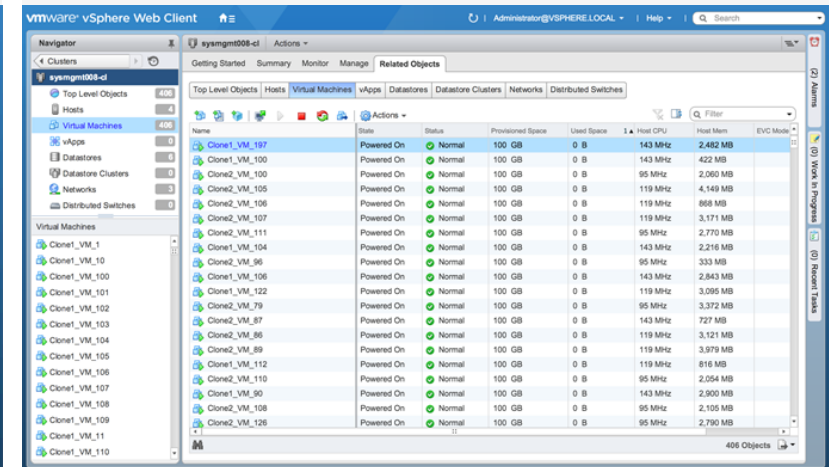 vmware® vSphere Web Client
Administrator@VSPHERE.LOCAL
Help
Search
Navigator
Clusters
sysmgmt008-cl
Top Level Objects 406
Hosts 4
Virtual Machines 406
vApps 0
Datastores 6
Datastore Clusters 0
Networks 3
Distributed Switches 0
Virtual Machines
Clone1_VM_1
Clone1_VM_10
Clone1_VM_100
Clone1_VM_101
Clone1_VM_102
Clone1_VM_103
Clone1_VM_104
Clone1_VM_105
Clone1_VM_106
Clone1_VM_107
Clone1_VM_108
Clone1_VM_109
Clone1_VM_11
Clone1_VM_110
sysmgmt008-cl Actions
Getting Started Summary Monitor Manage Related Objects
Top Level Objects Hosts Virtual Machines vApps Datastores Datastore Clusters Networks Distributed Switches
Actions Filter
Name State Status Provisioned Space Used Space 1 Host CPU Host Mem EVC Mode
Clone1_VM_197 Powered On Normal 100 GB 0 B 143 MHz 2,482 MB
Clone1_VM_100 Powered On Normal 100 GB 0 B 143 MHz 422 MB
Clone2_VM_100 Powered On Normal 100 GB 0 B 95 MHz 2,060 MB
Clone2_VM_105 Powered On Normal 100 GB 0 B 119 MHz 4,149 MB
Clone2_VM_106 Powered On Normal 100 GB 0 B 119 MHz 868 MB
Clone2_VM_107 Powered On Normal 100 GB 0 B 119 MHz 3,171 MB
Clone2_VM_111 Powered On Normal 100 GB 0 B 95 MHz 2,770 MB
Clone1_VM_104 Powered On Normal 100 GB 0 B 143 MHz 2,216 MB
Clone2_VM_96 Powered On Normal 100 GB 0 B 95 MHz 333 MB
Clone1_VM_106 Powered On Normal 100 GB 0 B 143 MHz 2,843 MB
Clone1_VM_122 Powered On Normal 100 GB 0 B 119 MHz 3,095 MB
Clone2_VM_79 Powered On Normal 100 GB 0 B 95 MHz 3,372 MB
Clone2_VM_87 Powered On Normal 100 GB 0 B 143 MHz 727 MB
Clone2_VM_86 Powered On Normal 100 GB 0 B 119 MHz 3,121 MB
Clone2_VM_89 Powered On Normal 100 GB 0 B 119 MHz 3,979 MB
Clone1_VM_112 Powered On Normal 100 GB 0 B 119 MHz 816 MB
Clone2_VM_110 Powered On Normal 100 GB 0 B 95 MHz 2,054 MB
Clone1_VM_90 Powered On Normal 100 GB 0 B 143 MHz 2,900 MB
Clone2_VM_108 Powered On Normal 100 GB 0 B 95 MHz 2,105 MB
Clone2_VM_126 Powered On Normal 100 GB 0 B 95 MHz 2,790 MB
406 Objects
(2) Alarms
(0) Work In Progress
(0) Recent Tasks